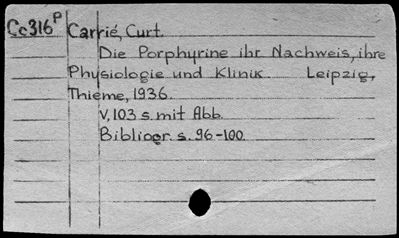 Cc316P Carrié, Curt.
Die Porphyrine ihr Nachweis, ihre
Physiologie und Klinik. Leipzig,
Thieme, 1936.
V, 103 s. mit Abb.
Bibliogr. s. 96-100.